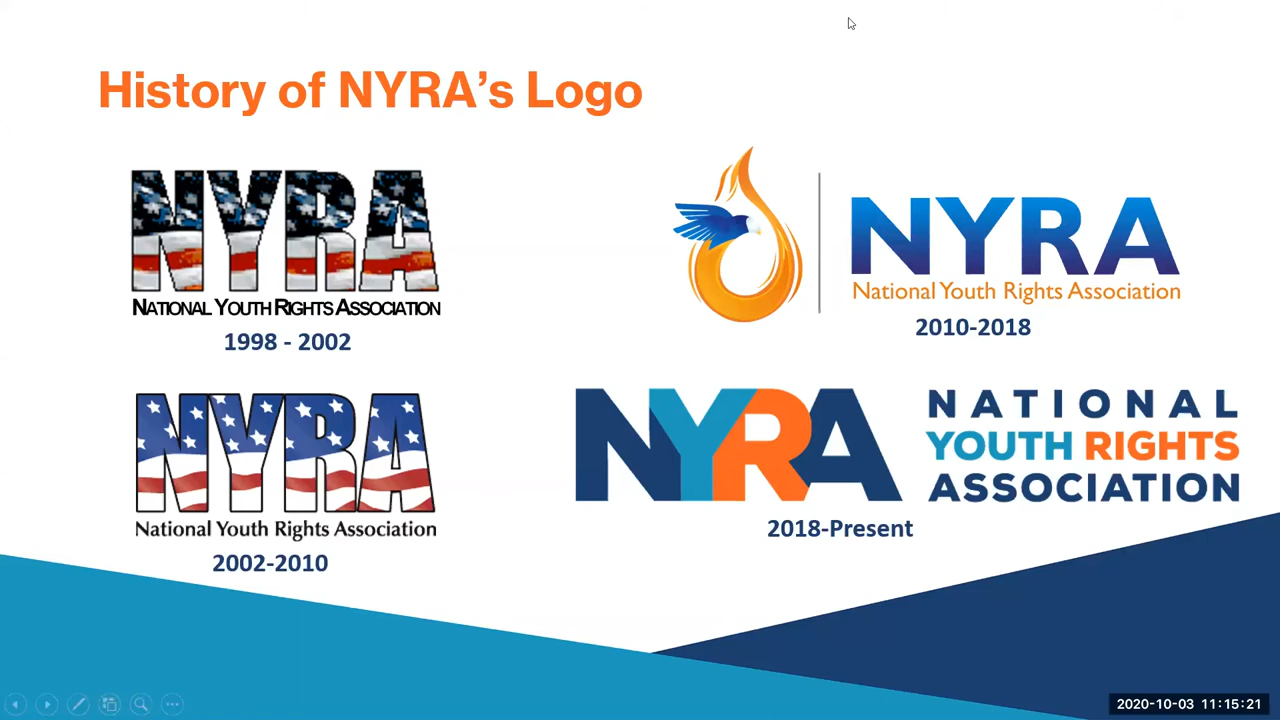 History of NYRA's Logo
NYRA
NATIONAL YOUTH RIGHTS ASSOCIATION
1998 - 2002
NYRA
National Youth Rights Association
2002-2010
NYRA
National Youth Rights Association
2010-2018
NYRA
NATIONAL
YOUTH RIGHTS
ASSOCIATION
2018-Present
2020-10-03 11:15:21